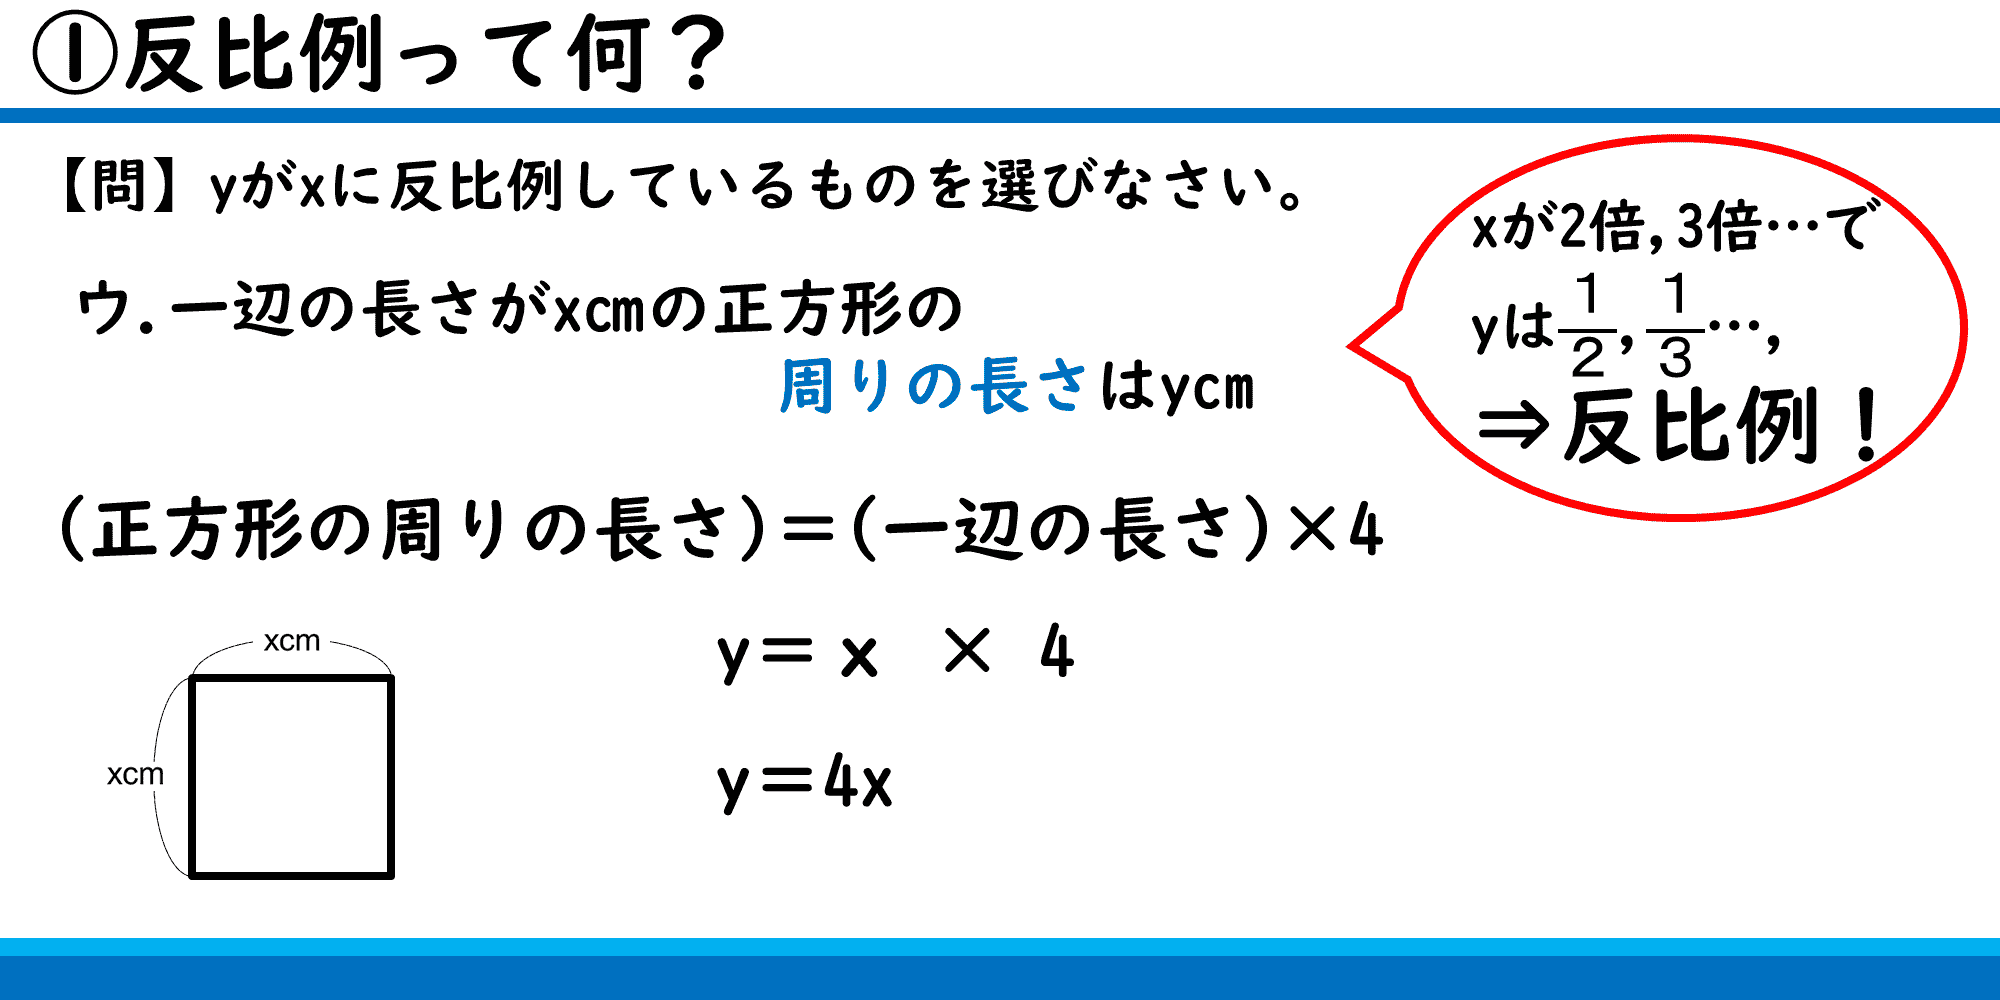 ①反比例って何？
【問】yがxに反比例しているものを選びなさい。
ウ.一辺の長さがxcmの正方形の
周りの長さはycm
xが2倍,3倍…で
yは1/2,1/3…,
⇒反比例！
(正方形の周りの長さ)=(一辺の長さ)×4
y= x × 4
y=4x
xcm
xcm